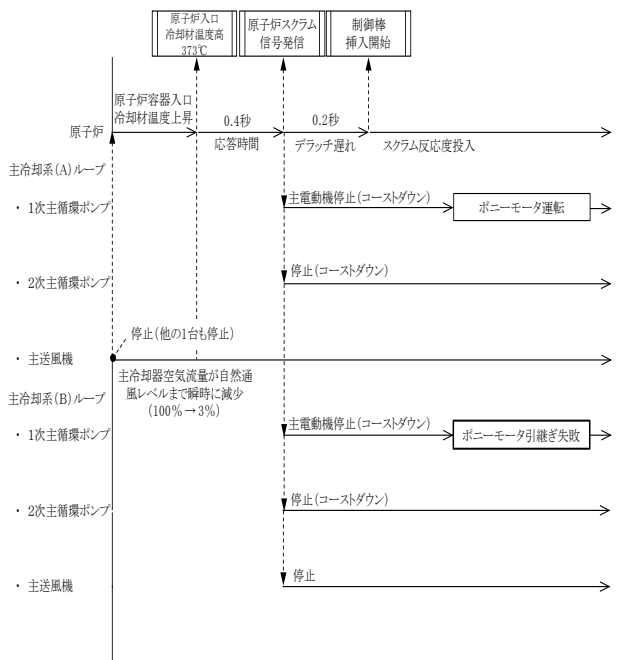 原子炉入口
冷却材温度高
373℃
原子炉スクラム
信号発信
制御棒
挿入開始
原子炉容器入口
冷却材温度上昇
0.4秒
0.2秒
原子炉
応答時間
デラッチ遅れ
スクラム反応度投入
主冷却系(A)ループ
主電動機停止(コーストダウン)
・ 1次主循環ポンプ
ポニーモータ運転
停止(コーストダウン)
・ 2次主循環ポンプ
停止(他の1台も停止)
・ 主送風機
主冷却器空気流量が自然通
風レベルまで瞬時に減少
(100%→3%)
主冷却系(B)ループ
主電動機停止(コーストダウン)
・ 1次主循環ポンプ
ポニーモータ引継ぎ失敗
停止(コーストダウン)
・ 2次主循環ポンプ
停止
・ 主送風機